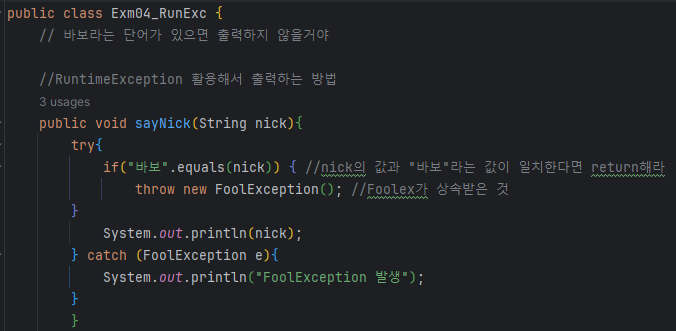 public class Exm04_RunExc {
// 바보라는 단어가 있으면 출력하지 않을거야
//RuntimeException 활용해서 출력하는 방법
3 usages
public void sayNick(String nick){
try{
if("바보".equals(nick)) { //nick의 값과 "바보"라는 값이 일치한다면 return해라
throw new FoolException(); //Foolex가 상속받은 것
}
System.out.println(nick);
} catch (FoolException e){
System.out.println("FoolException 발생");
}
}